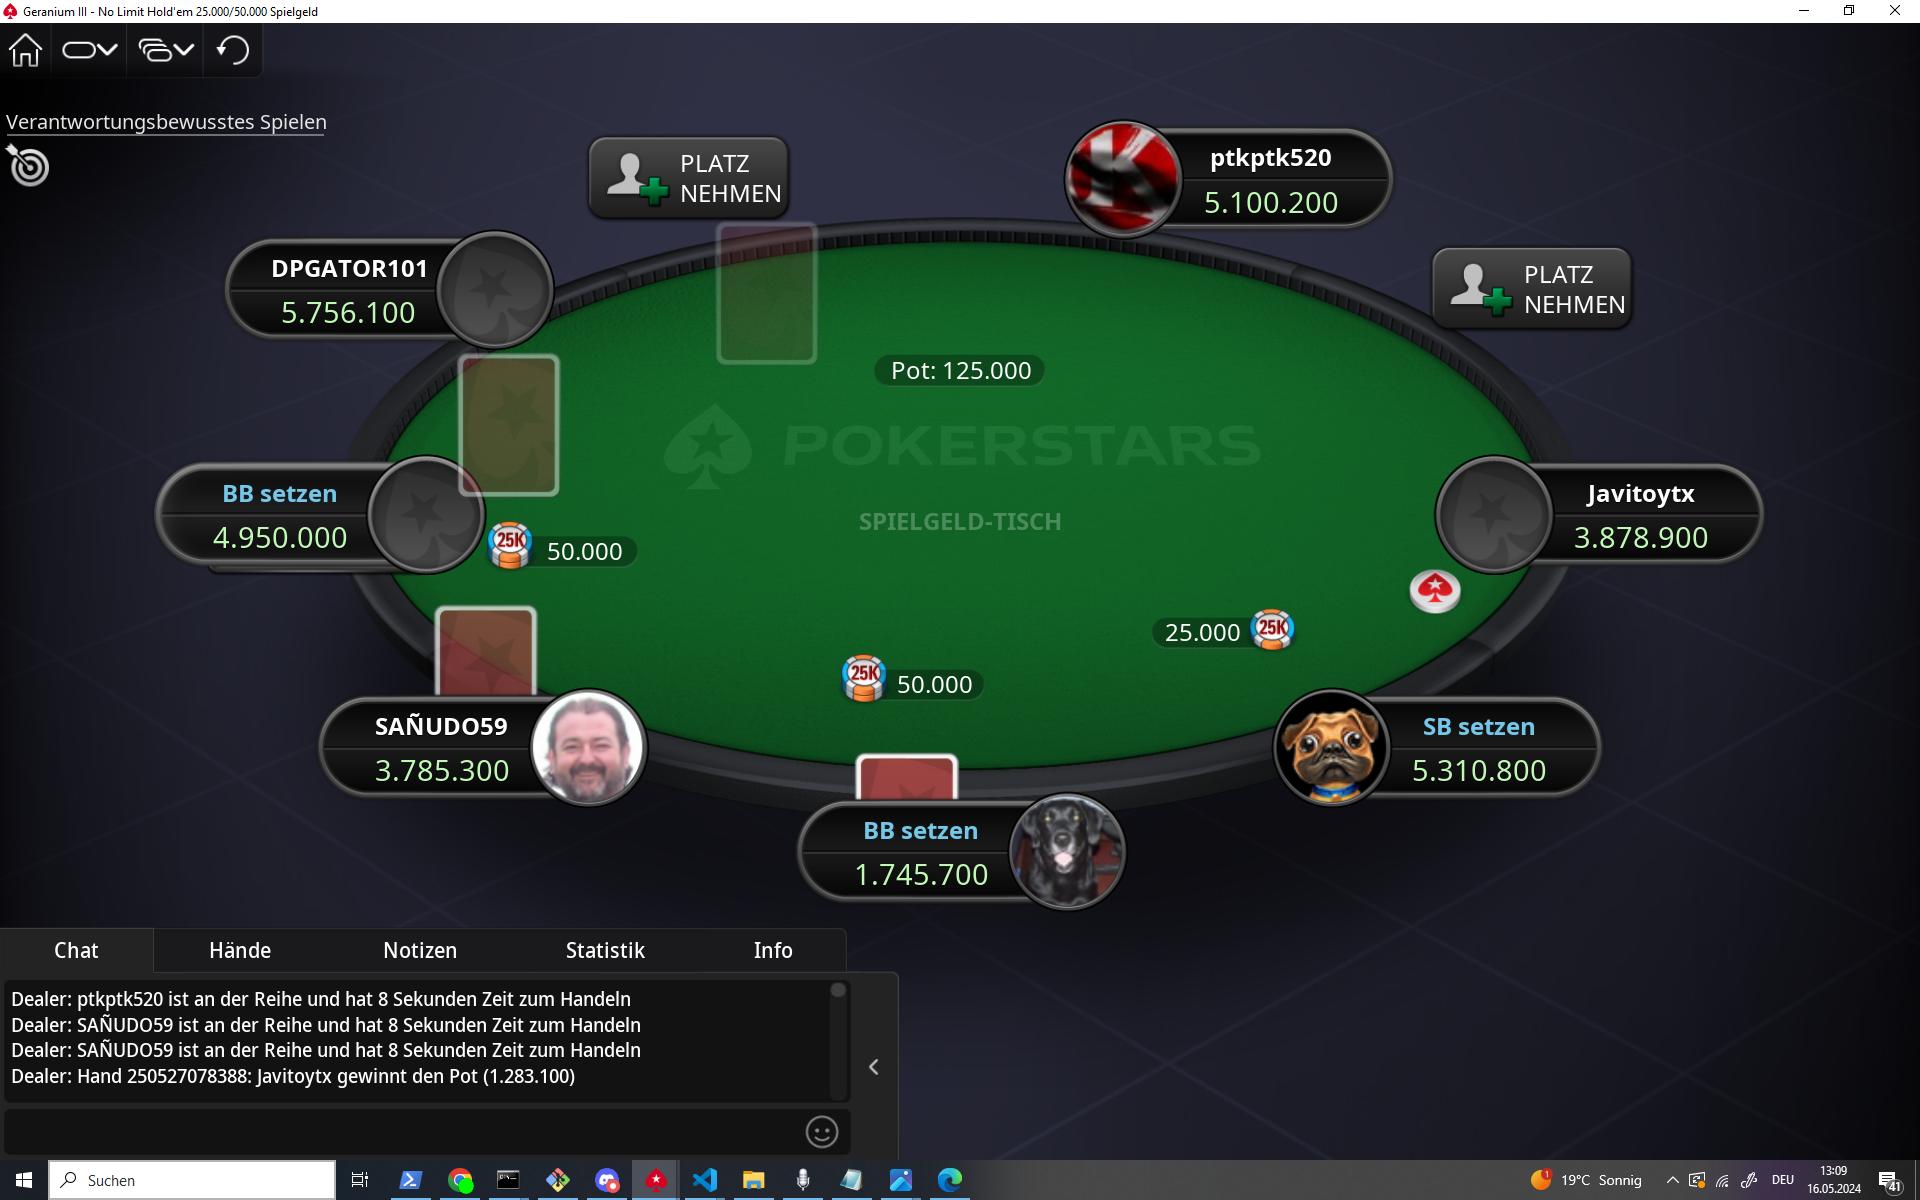 Geranium III - No Limit Hold'em 25.000/50.000 Spielgeld
Verantwortungsbewusstes Spielen
PLATZ
NEHMEN
ptkptk520
5.100.200
DPGATOR101
5.756.100
PLATZ
NEHMEN
Pot: 125.000
POKERSTARS
SPIELGELD-TISCH
BB setzen
4.950.000
25K
50.000
Javitoytx
3.878.900
25.000
25K
25K
50.000
SAÑUDO59
3.785.300
SB setzen
5.310.800
BB setzen
1.745.700
Chat Hände Notizen Statistik Info
Dealer: ptkptk520 ist an der Reihe und hat 8 Sekunden Zeit zum Handeln
Dealer: SAÑUDO59 ist an der Reihe und hat 8 Sekunden Zeit zum Handeln
Dealer: SAÑUDO59 ist an der Reihe und hat 8 Sekunden Zeit zum Handeln
Dealer: Hand 250527078388: Javitoytx gewinnt den Pot (1.283.100)
Suchen
1
19°C Sonnig
DEU
13:09
16.05.2024
41